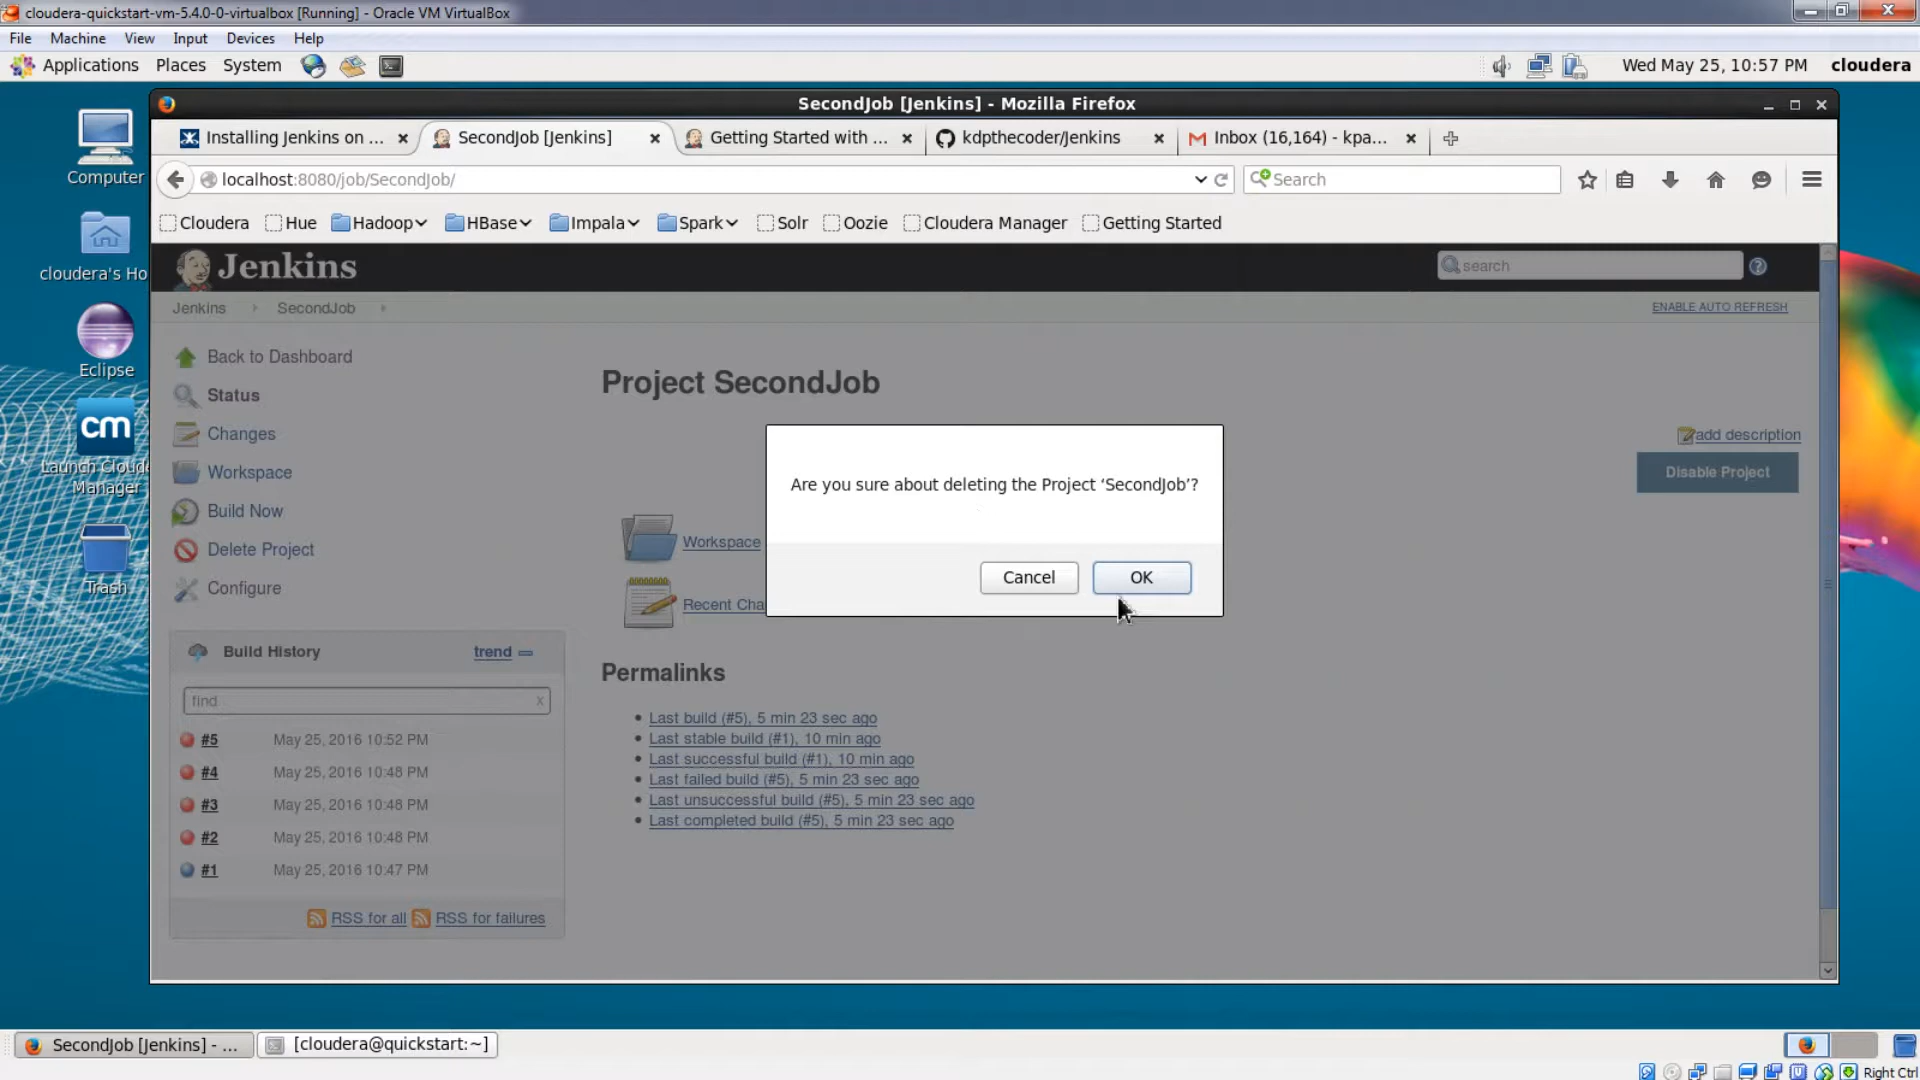 cloudera-quickstart-vm-5.4.0-0-virtualbox [Running] - Oracle VM VirtualBox
File Machine View Input Devices Help
Applications Places System Wed May 25, 10:57 PM cloudera
SecondJob [Jenkins] - Mozilla Firefox
Installing Jenkins on ... SecondJob [Jenkins] Getting Started with ... kdpthecoder/Jenkins Inbox (16,164) - kpa...
localhost:8080/job/SecondJob/ Search
Cloudera Hue Hadoop HBase Impala Spark Solr Oozie Cloudera Manager Getting Started
Jenkins search
Jenkins SecondJob ENABLE AUTO REFRESH
Computer
cloudera's Ho
Eclipse
cm
Launch Cloude
Manager
Trash
Back to Dashboard
Status
Changes
Workspace
Build Now
Delete Project
Configure
Project SecondJob
add description
Disable Project
Are you sure about deleting the Project ‘SecondJob’?
Cancel OK
Workspace
Recent Cha
Build History trend
find x
#5 May 25, 2016 10:52 PM
#4 May 25, 2016 10:48 PM
#3 May 25, 2016 10:48 PM
#2 May 25, 2016 10:48 PM
#1 May 25, 2016 10:47 PM
RSS for all RSS for failures
Permalinks
Last build (#5), 5 min 23 sec ago
Last stable build (#1), 10 min ago
Last successful build (#1), 10 min ago
Last failed build (#5), 5 min 23 sec ago
Last unsuccessful build (#5), 5 min 23 sec ago
Last completed build (#5), 5 min 23 sec ago
SecondJob [Jenkins] - ... [cloudera@quickstart:~]
Right Ctrl